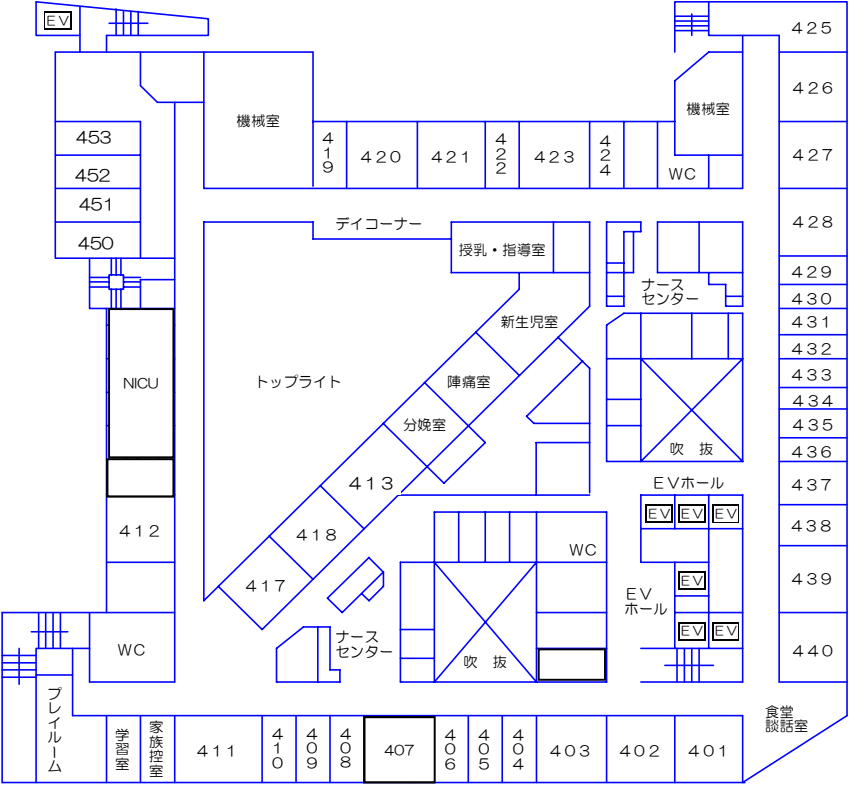 ＥＶ
４２５
４２６
機械室
機械室
４５３
４１９
４２０
４２１
４２２
４２３
４２４
４２７
４５２
WC
４５１
４２８
デイコーナー
４５０
授乳・指導室
４２９
ナース
センター
４３０
新生児室
４３１
４３２
NICU
トップライト
陣痛室
４３３
４３４
分娩室
４３５
吹 抜
４３６
４１３
ＥＶホール
４３７
ＥＶ
ＥＶ
ＥＶ
４１２
４１８
４３８
WC
４１７
ＥＶ
４３９
ＥＶ
ホール
ＥＶ
ＥＶ
WC
ナース
センター
吹 抜
４４０
プレイルーム
食堂
談話室
学習室
家族控室
４１１
４１０
４０９
４０８
407
４０６
４０５
４０４
４０３
４０２
４０１